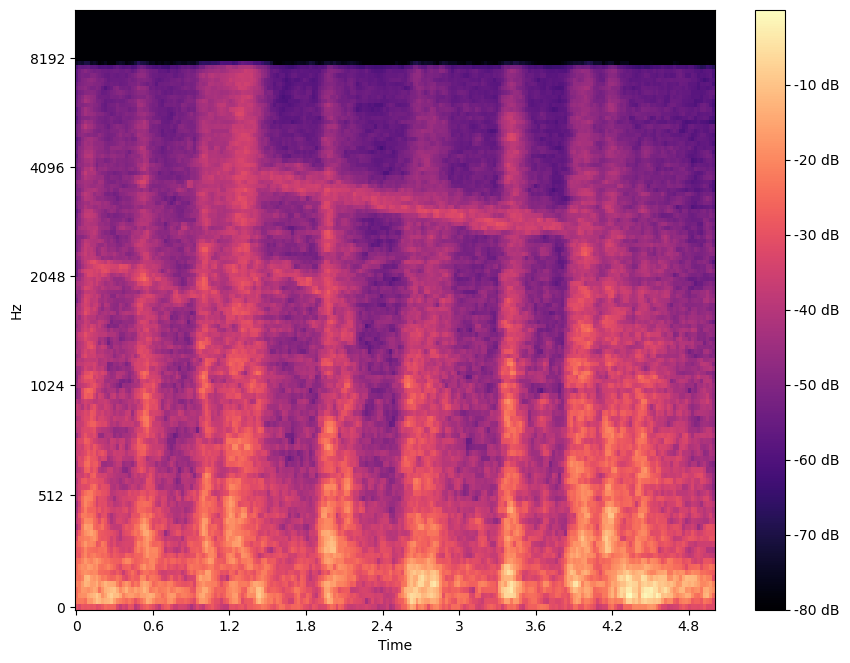 8192
4096
2048
1024
512
0
Hz
0 0.6 1.2 1.8 2.4 3 3.6 4.2 4.8
Time
-10 dB
-20 dB
-30 dB
-40 dB
-50 dB
-60 dB
-70 dB
-80 dB